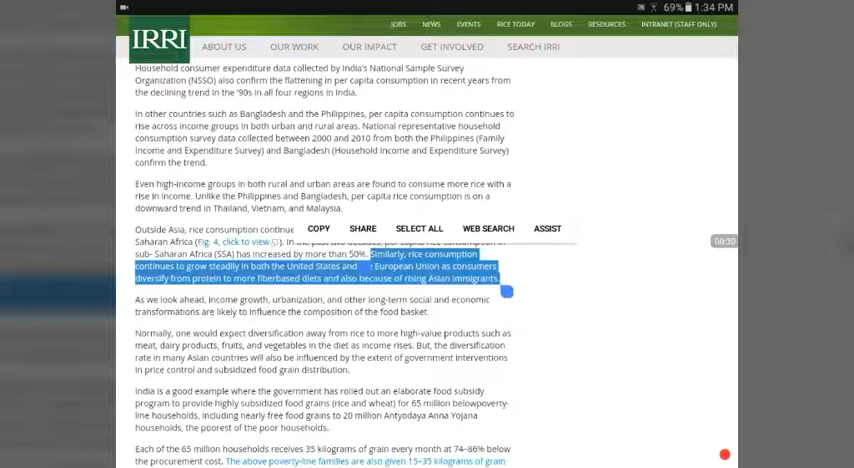 69% 1:34 PM
JOBS NEWS EVENTS RICE TODAY BLOGS RESOURCES INTRANET (STAFF ONLY)
IRRI
ABOUT US OUR WORK OUR IMPACT GET INVOLVED SEARCH IRRI
Household consumer expenditure data collected by India's National Sample Survey
Organization (NSSO) also confirm the flattening in per capita consumption in recent years from
the declining trend in the '90s in all four regions in India.
In other countries such as Bangladesh and the Philippines, per capita consumption continues to
rise across income groups in both urban and rural areas. National representative household
consumption survey data collected between 2000 and 2010 from both the Philippines (Family
Income and Expenditure Survey) and Bangladesh (Household Income and Expenditure Survey)
confirm the trend.
Even high-income groups in both rural and urban areas are found to consume more rice with a
rise in income. Unlike the Philippines and Bangladesh, per capita rice consumption is on a
downward trend in Thailand, Vietnam, and Malaysia.
COPY SHARE SELECT ALL WEB SEARCH ASSIST
Outside Asia, rice consumption continue
Saharan Africa (Fig. 4, click to view). In the past two decades, per capita rice consumption in
sub- Saharan Africa (SSA) has increased by more than 50%. Similarly, rice consumption
continues to grow steadily in both the United States and European Union as consumers
diversify from protein to more fiberbased diets and also because of rising Asian immigrants.
As we look ahead, income growth, urbanization, and other long-term social and economic
transformations are likely to influence the composition of the food basket.
Normally, one would expect diversification away from rice to more high-value products such as
meat, dairy products, fruits, and vegetables in the diet as income rises. But, the diversification
rate in many Asian countries will also be influenced by the extent of government interventions
in price control and subsidized food grain distribution.
India is a good example where the government has rolled out an elaborate food subsidy
program to provide highly subsidized food grains (rice and wheat) for 65 million belowpoverty-
line households, including nearly free food grains to 20 million Antyodaya Anna Yojana
households, the poorest of the poor households.
Each of the 65 million households receives 35 kilograms of grain every month at 74–86% below
the procurement cost. The above poverty-line families are also given 15–35 kilograms of grain